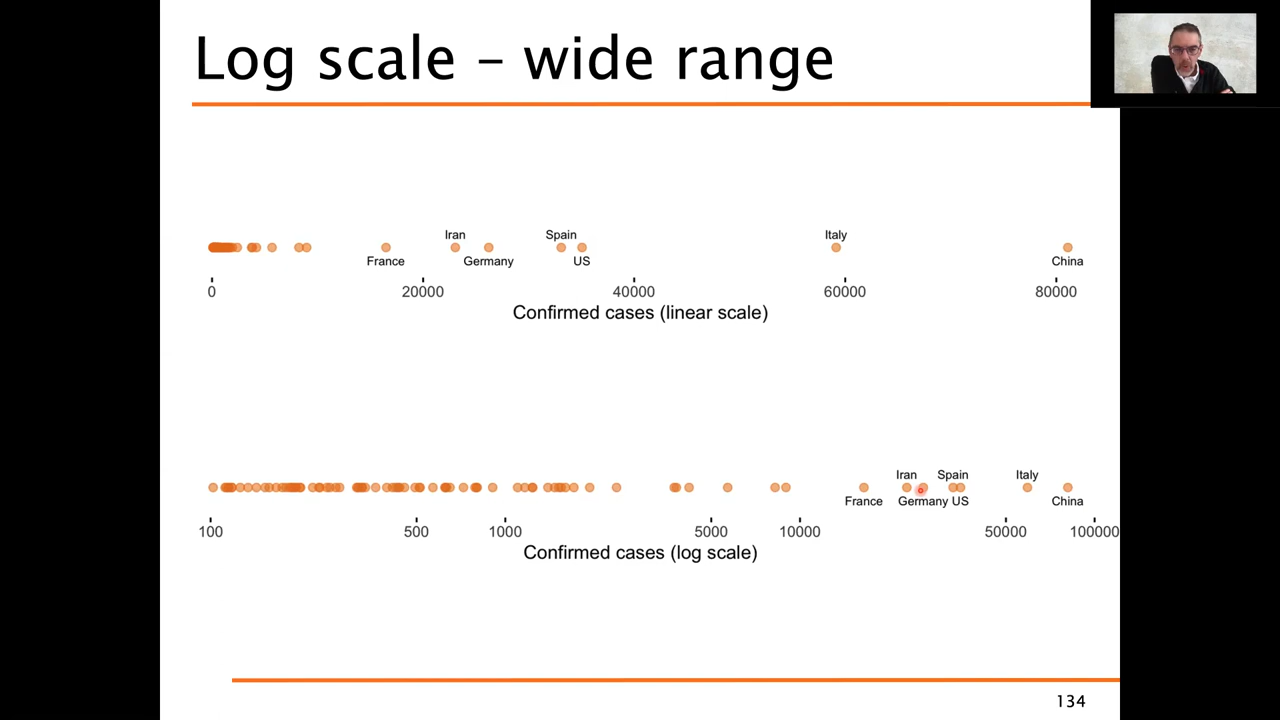 Log scale – wide range
Iran Spain Italy
France Germany US China
0 20000 40000 60000 80000
Confirmed cases (linear scale)
Iran Spain Italy
France Germany US China
100 500 1000 5000 10000 50000 100000
Confirmed cases (log scale)
134